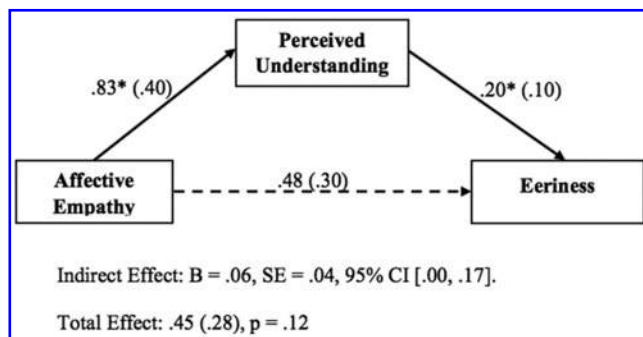 Perceived
Understanding
.83* (.40)
.20* (.10)
Affective
Empathy
.48 (.30)
Eeriness
Indirect Effect: B = .06, SE = .04, 95% CI [.00, .17].
Total Effect: .45 (.28), p = .12